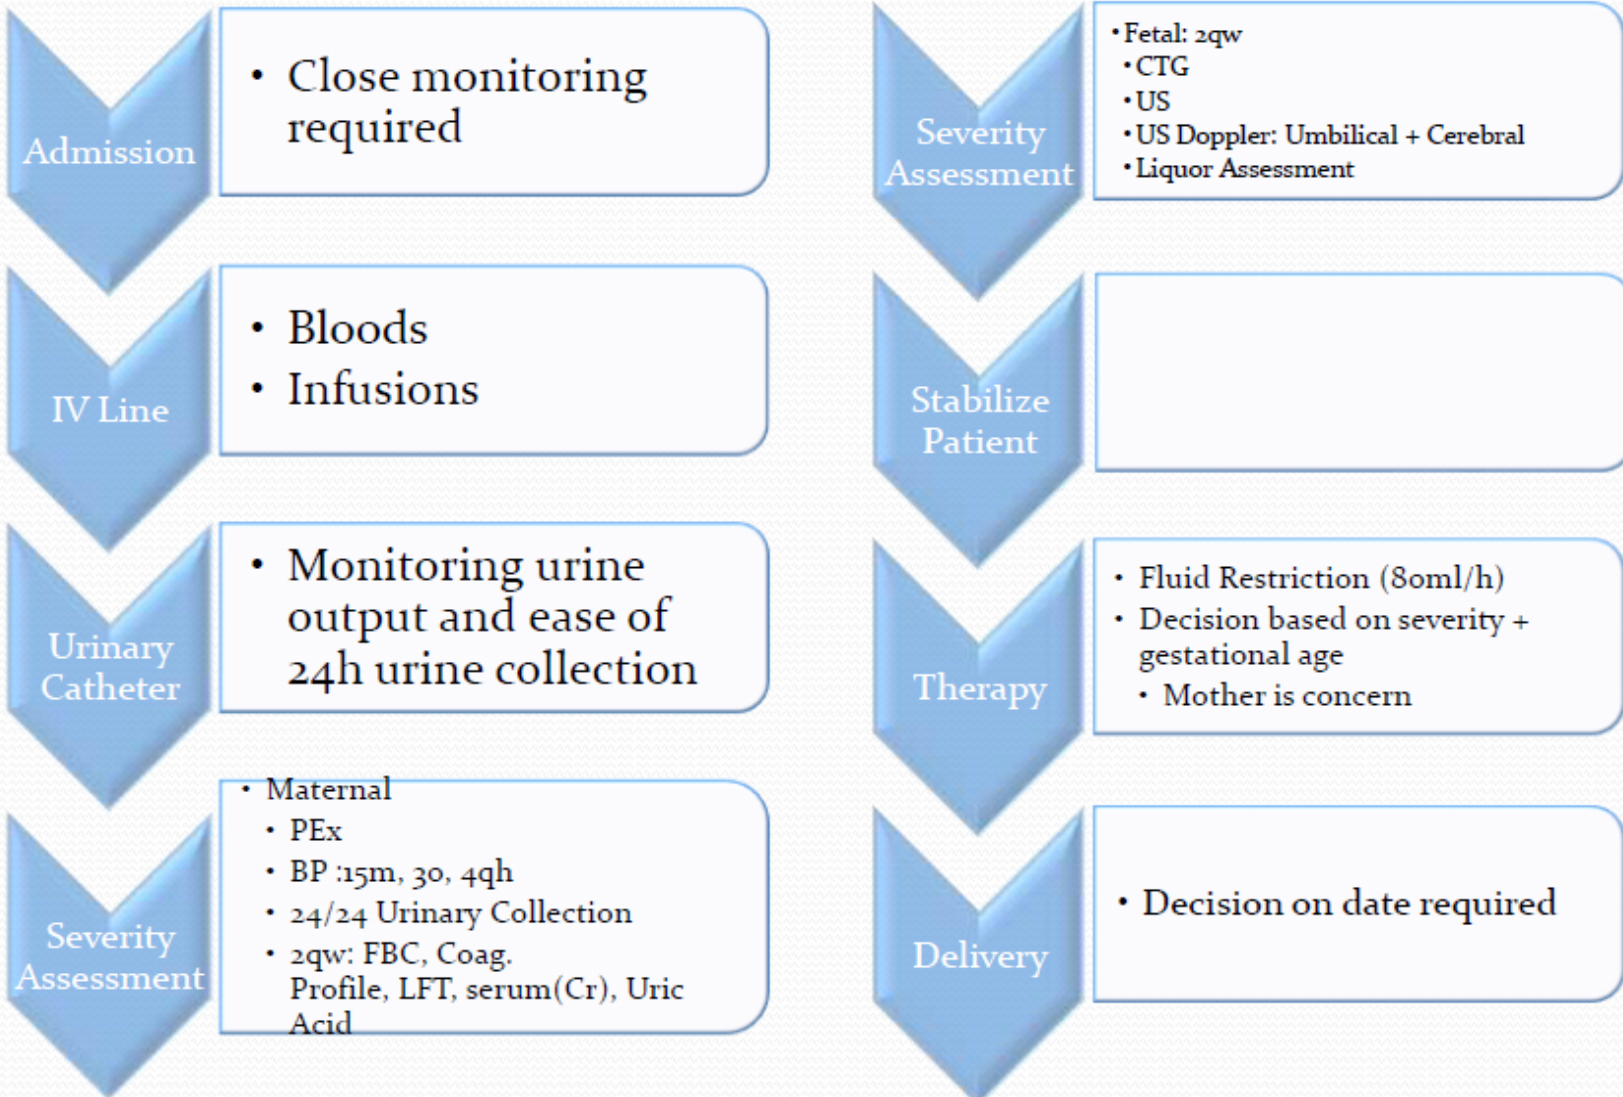 Admission
• Close monitoring
required
IV Line
• Bloods
• Infusions
Urinary
Catheter
• Monitoring urine
output and ease of
24h urine collection
Severity
Assessment
• Maternal
• PEx
• BP :15m, 30, 4qh
• 24/24 Urinary Collection
• 2qw: FBC, Coag.
Profile, LFT, serum(Cr), Uric
Acid
Severity
Assessment
• Fetal: 2qw
• CTG
• US
• US Doppler: Umbilical + Cerebral
• Liquor Assessment
Stabilize
Patient
Therapy
• Fluid Restriction (80ml/h)
• Decision based on severity +
gestational age
• Mother is concern
Delivery
• Decision on date required